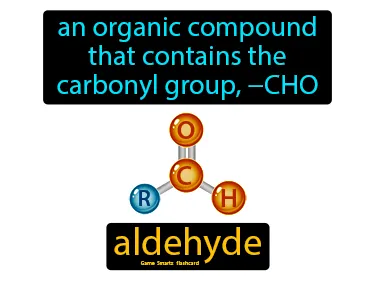 an organic compound
that contains the
carbonyl group, –CHO
O
C
R
H
aldehyde
Game Smartz flashcard